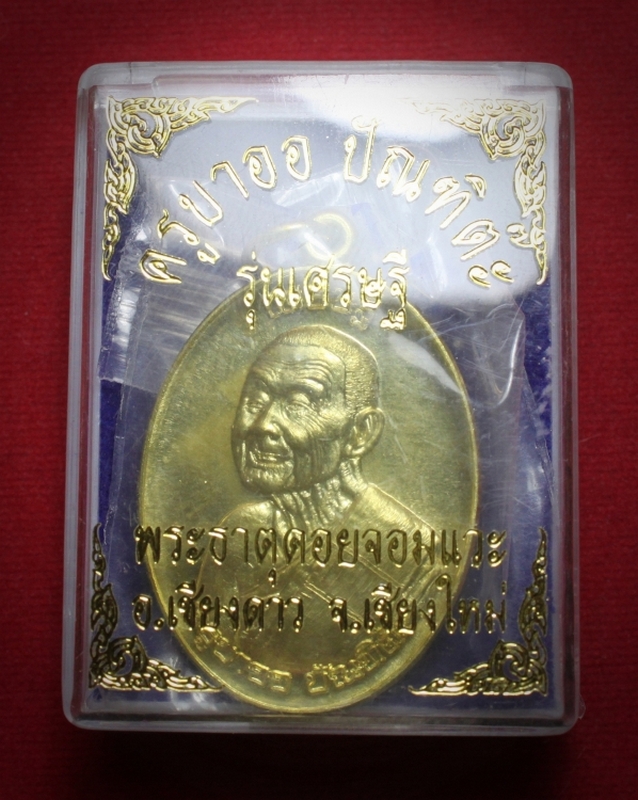 ครูบาออ ปัณฑิต๊ะ
รุ่นเศรษฐี
พระธาตุดอยจอมแวะ
อ.เชียงดาว จ.เชียงใหม่